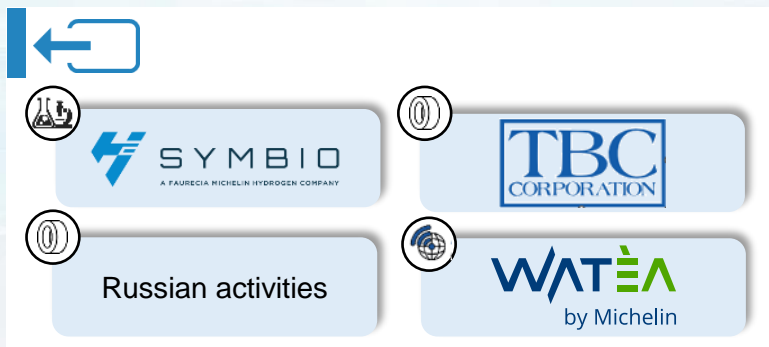 SYMBIO
A FAURECIA MICHELIN HYDROGEN COMPANY
TBC
CORPORATION
Russian activities
WATÈA
by Michelin